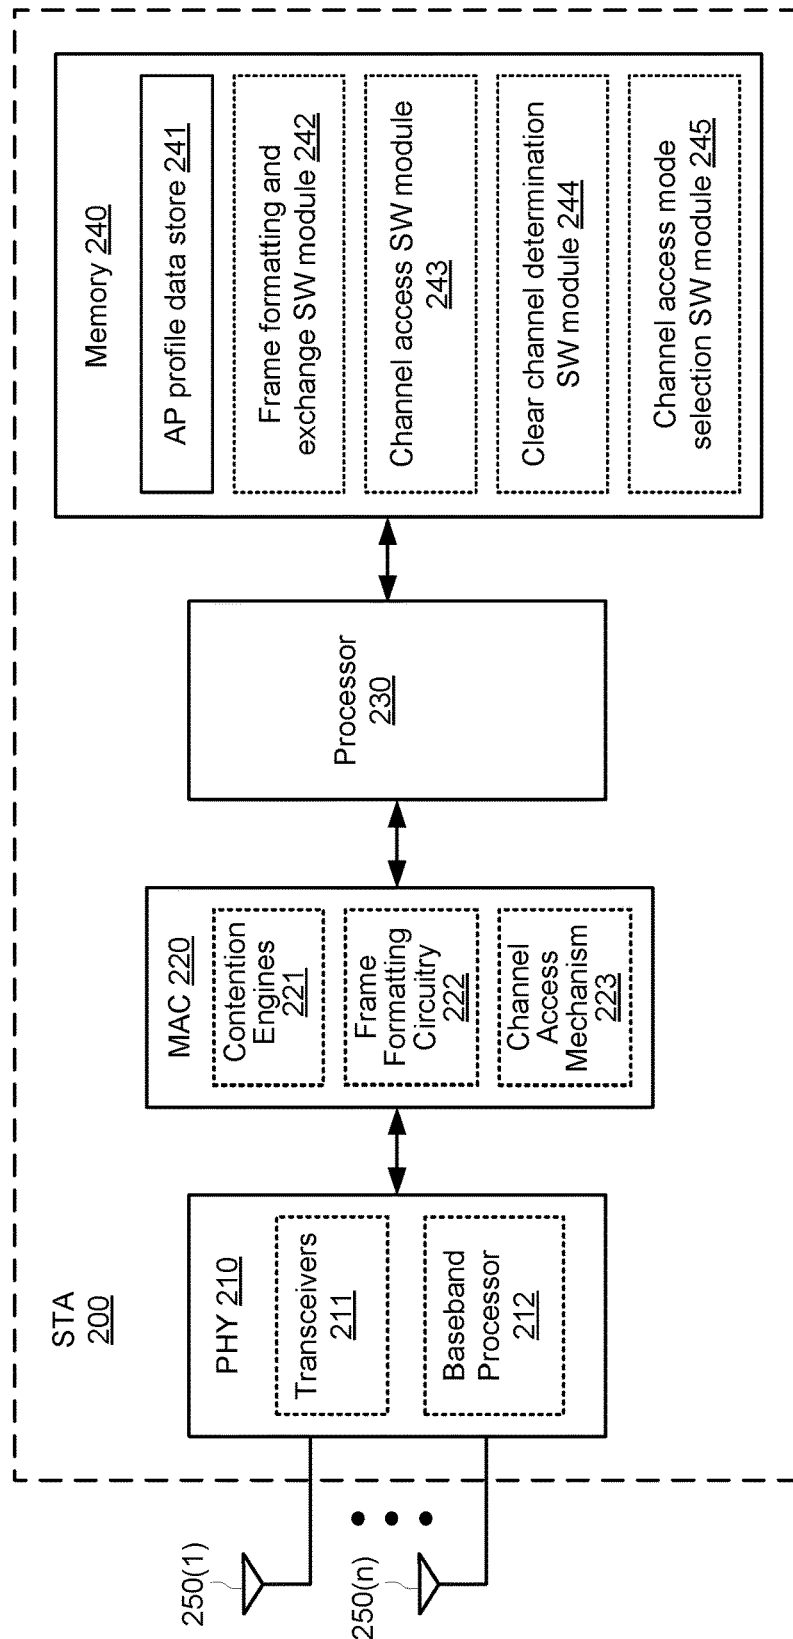 STA
200
250(1)
250(n)
PHY 210
Transceivers
211
Baseband
Processor
212
MAC 220
Contention
Engines
221
Frame
Formatting
Circuitry
222
Channel
Access
Mechanism
223
Processor
230
Memory 240
AP profile data store 241
Frame formatting and
exchange SW module 242
Channel access SW module
243
Clear channel determination
SW module 244
Channel access mode
selection SW module 245